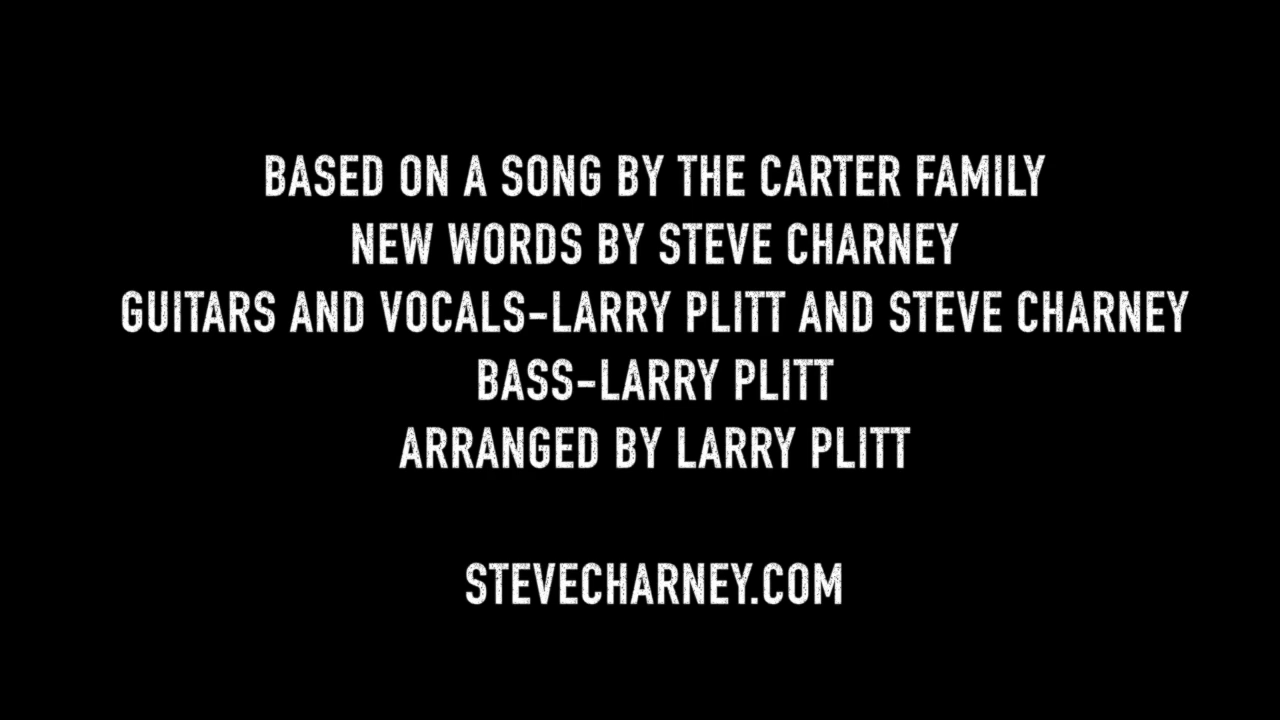 BASED ON A SONG BY THE CARTER FAMILY
NEW WORDS BY STEVE CHARNEY
GUITARS AND VOCALS-LARRY PLITT AND STEVE CHARNEY
BASS-LARRY PLITT
ARRANGED BY LARRY PLITT
STEVECHARNEY.COM